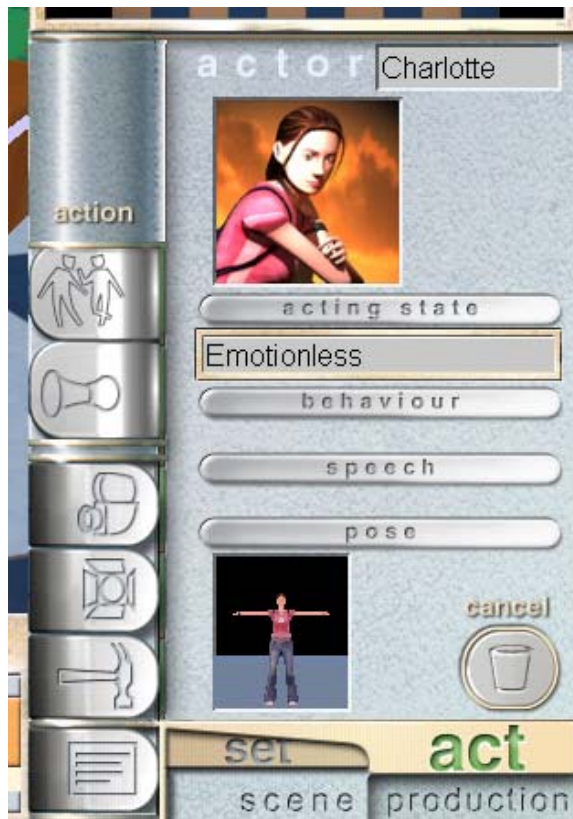 actor Charlotte
action
acting state
Emotionless
behaviour
speech
pose
cancel
set act
scene production